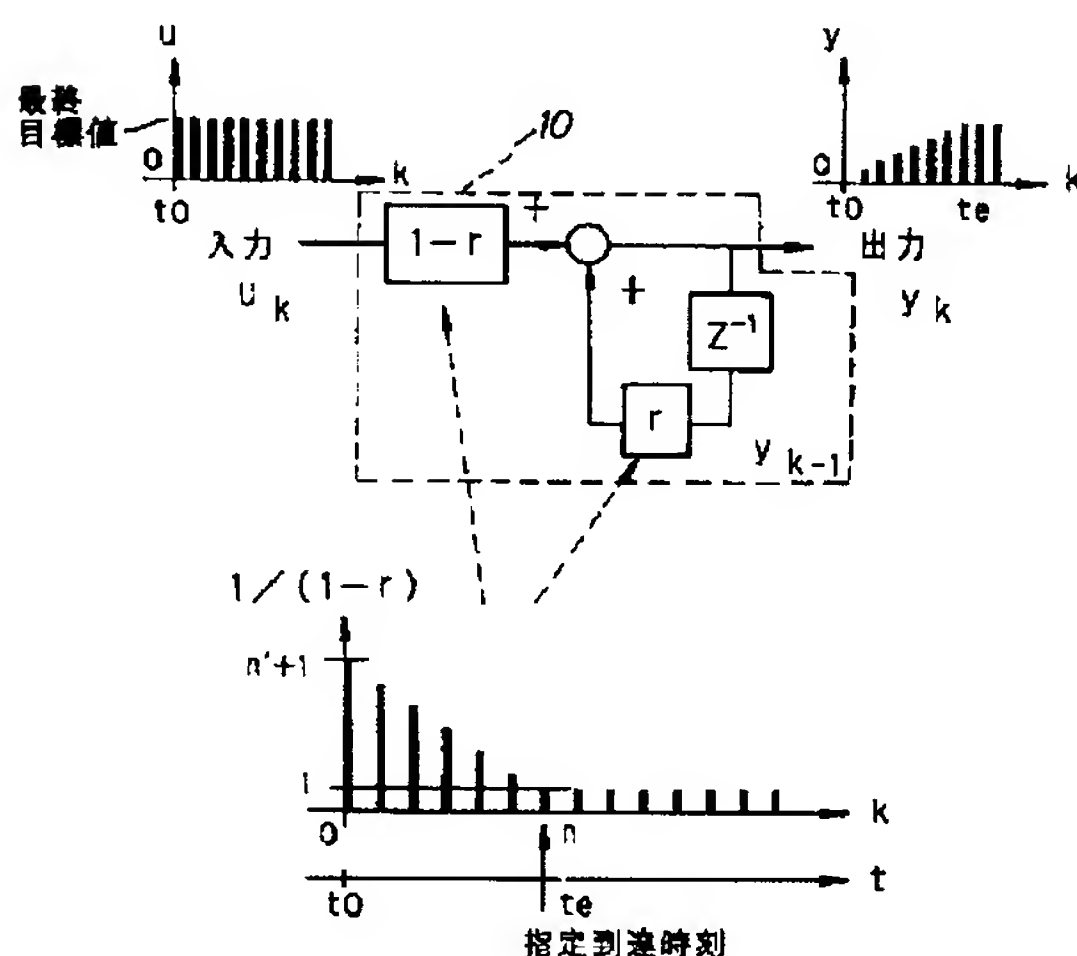 u
y
最終
目標値
10
0
k
0
k
t0
t0
te
入力
1-r
+
出力
U k
+
y k
Z⁻¹
r
y k-1
1/(1-r)
n'+1
1
k
0
n
t
t0
te
指定到達時刻